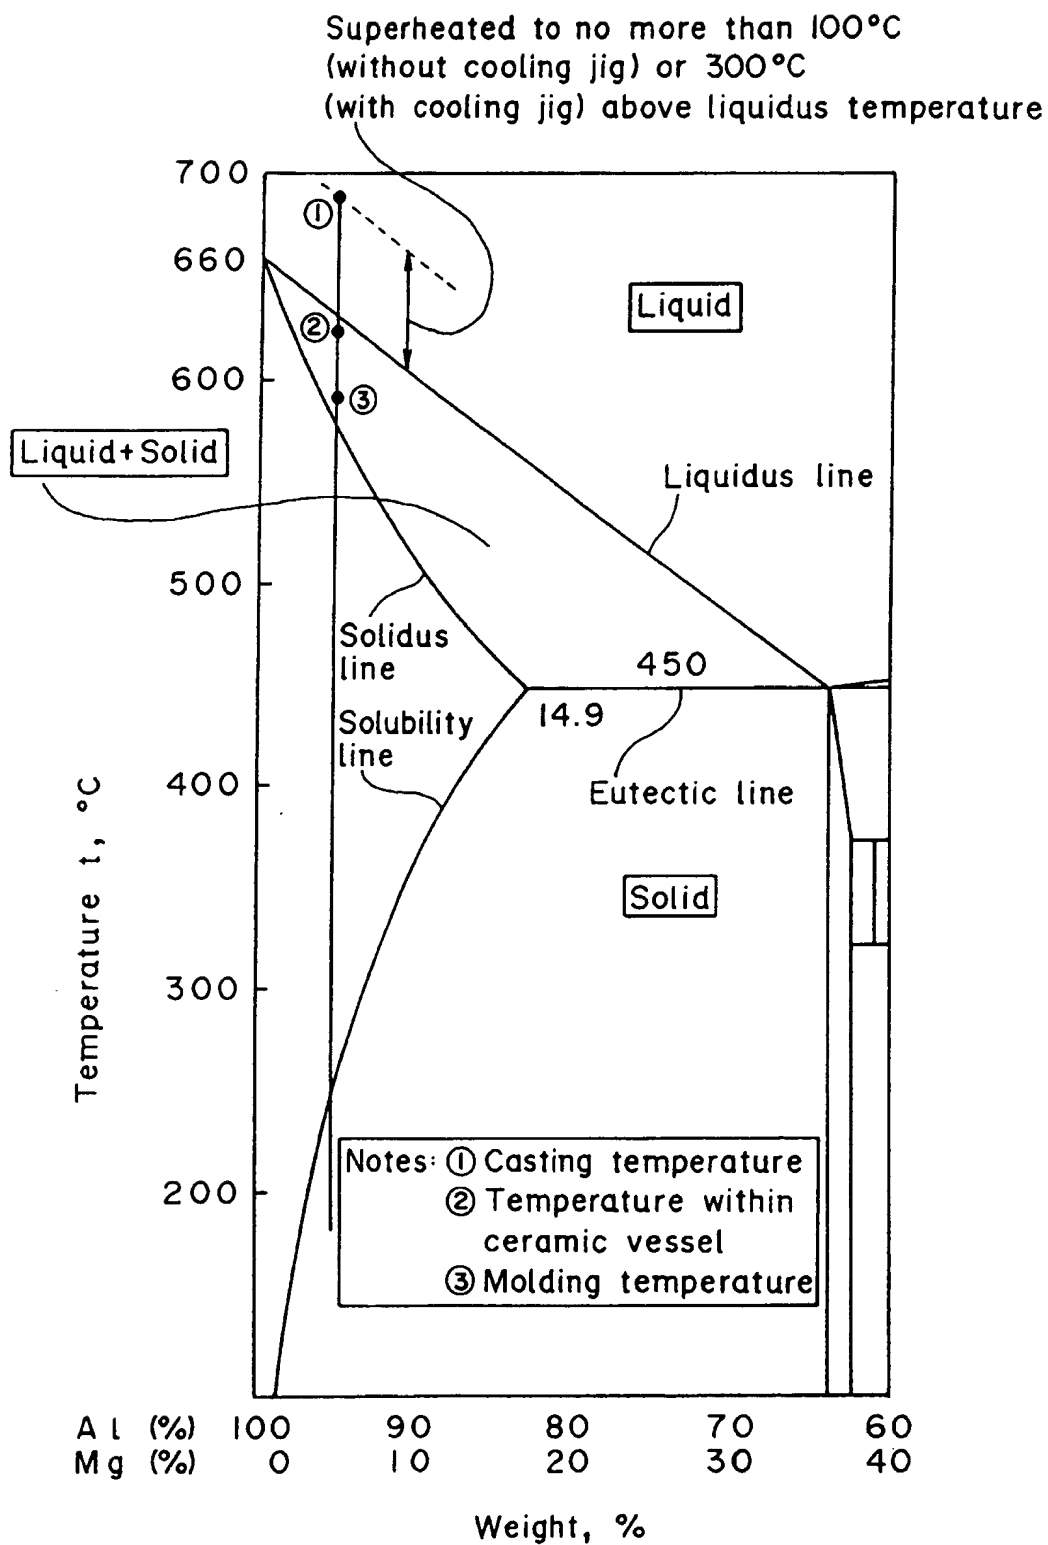 Superheated to no more than 100°C
(without cooling jig) or 300°C
(with cooling jig) above liquidus temperature
700
①
660
Liquid
②
600
③
Liquid+Solid
Liquidus line
500
Solidus
line
450
14.9
Solubility
line
Eutectic line
400
Temperature t, °C
Solid
300
Notes: ① Casting temperature
② Temperature within
ceramic vessel
③ Molding temperature
200
Al (%) 100 90 80 70 60
Mg (%) 0 10 20 30 40
Weight, %